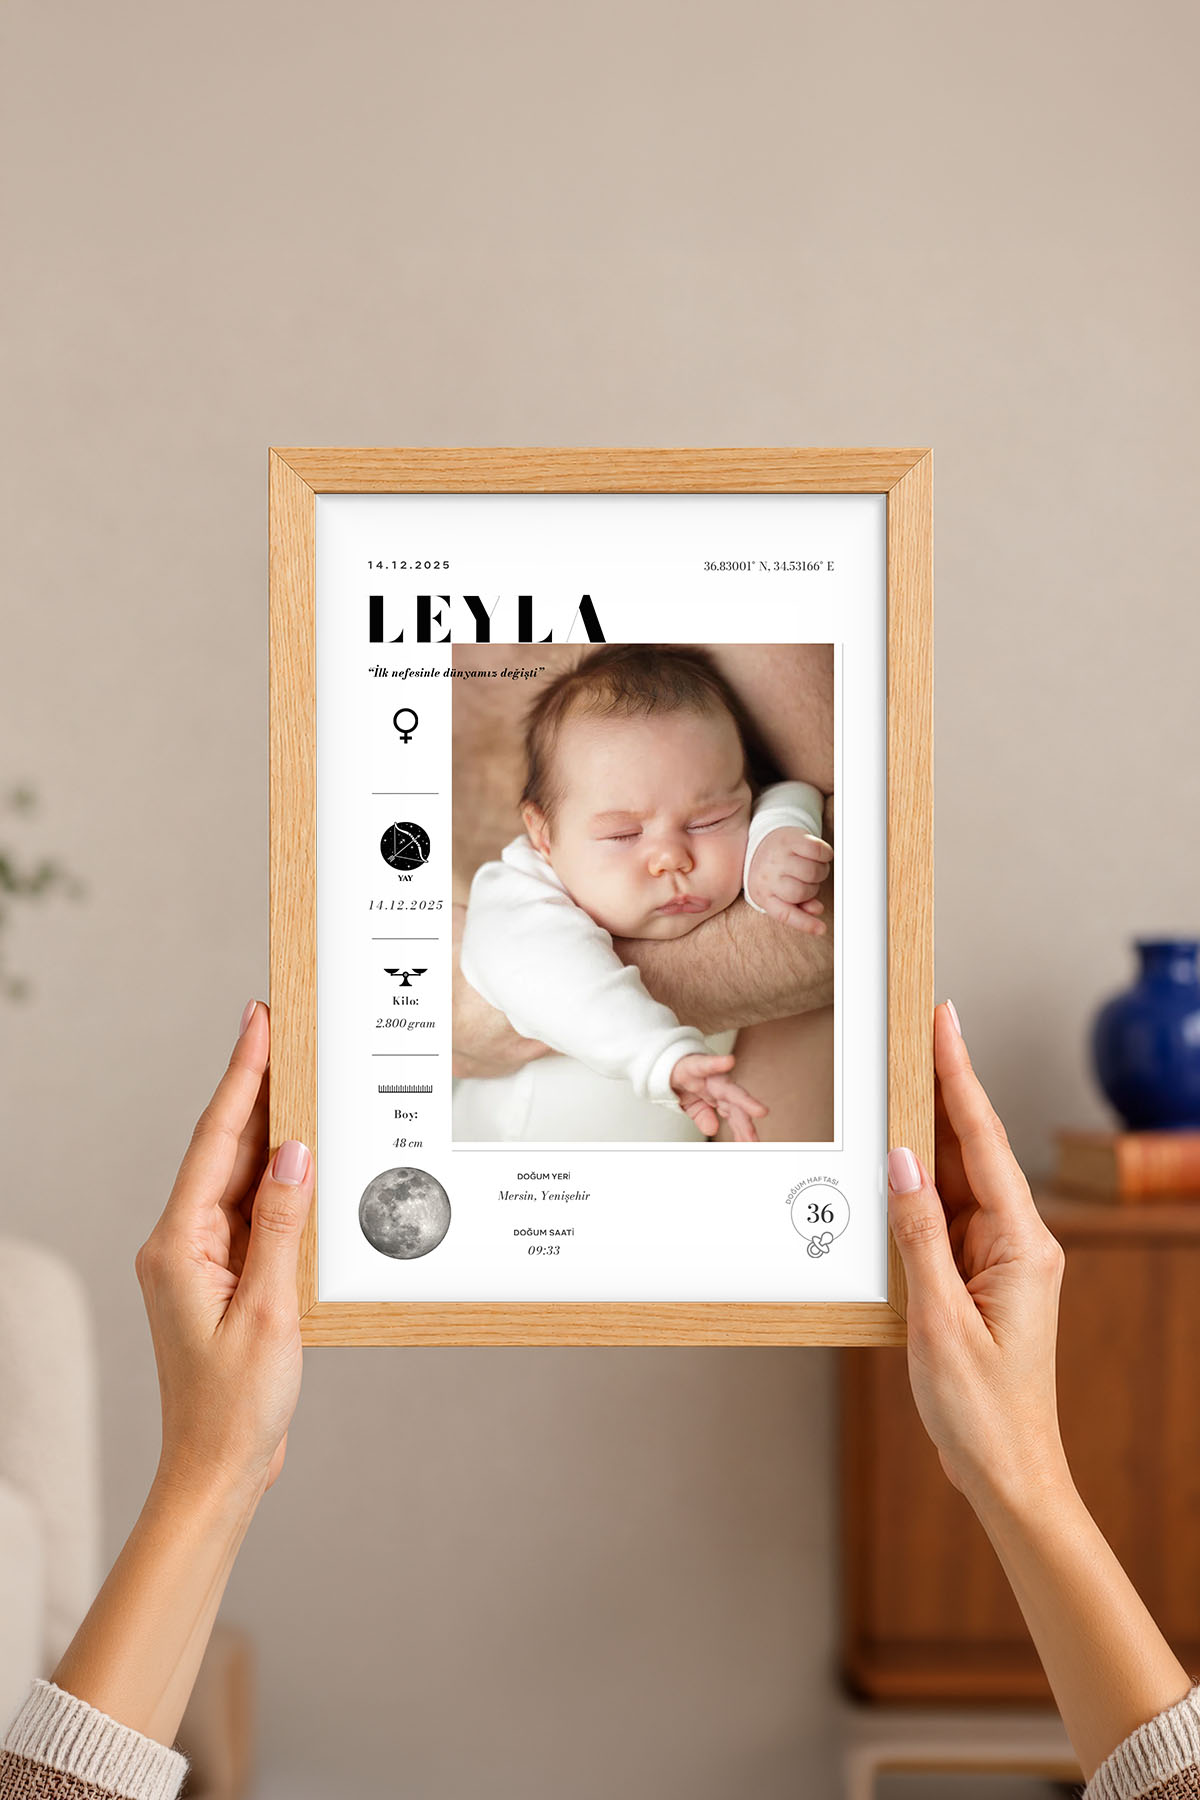 14.12.2025
36.83001° N, 34.53166° E
LEYLA
“İlk nefesinle dünyamız değişti”
YAY
14.12.2025
Kilo:
2.800 gram
Boy:
48 cm
DOĞUM YERİ
Mersin, Yenişehir
DOĞUM SAATİ
09:33
DOĞUM HAFTASI
36